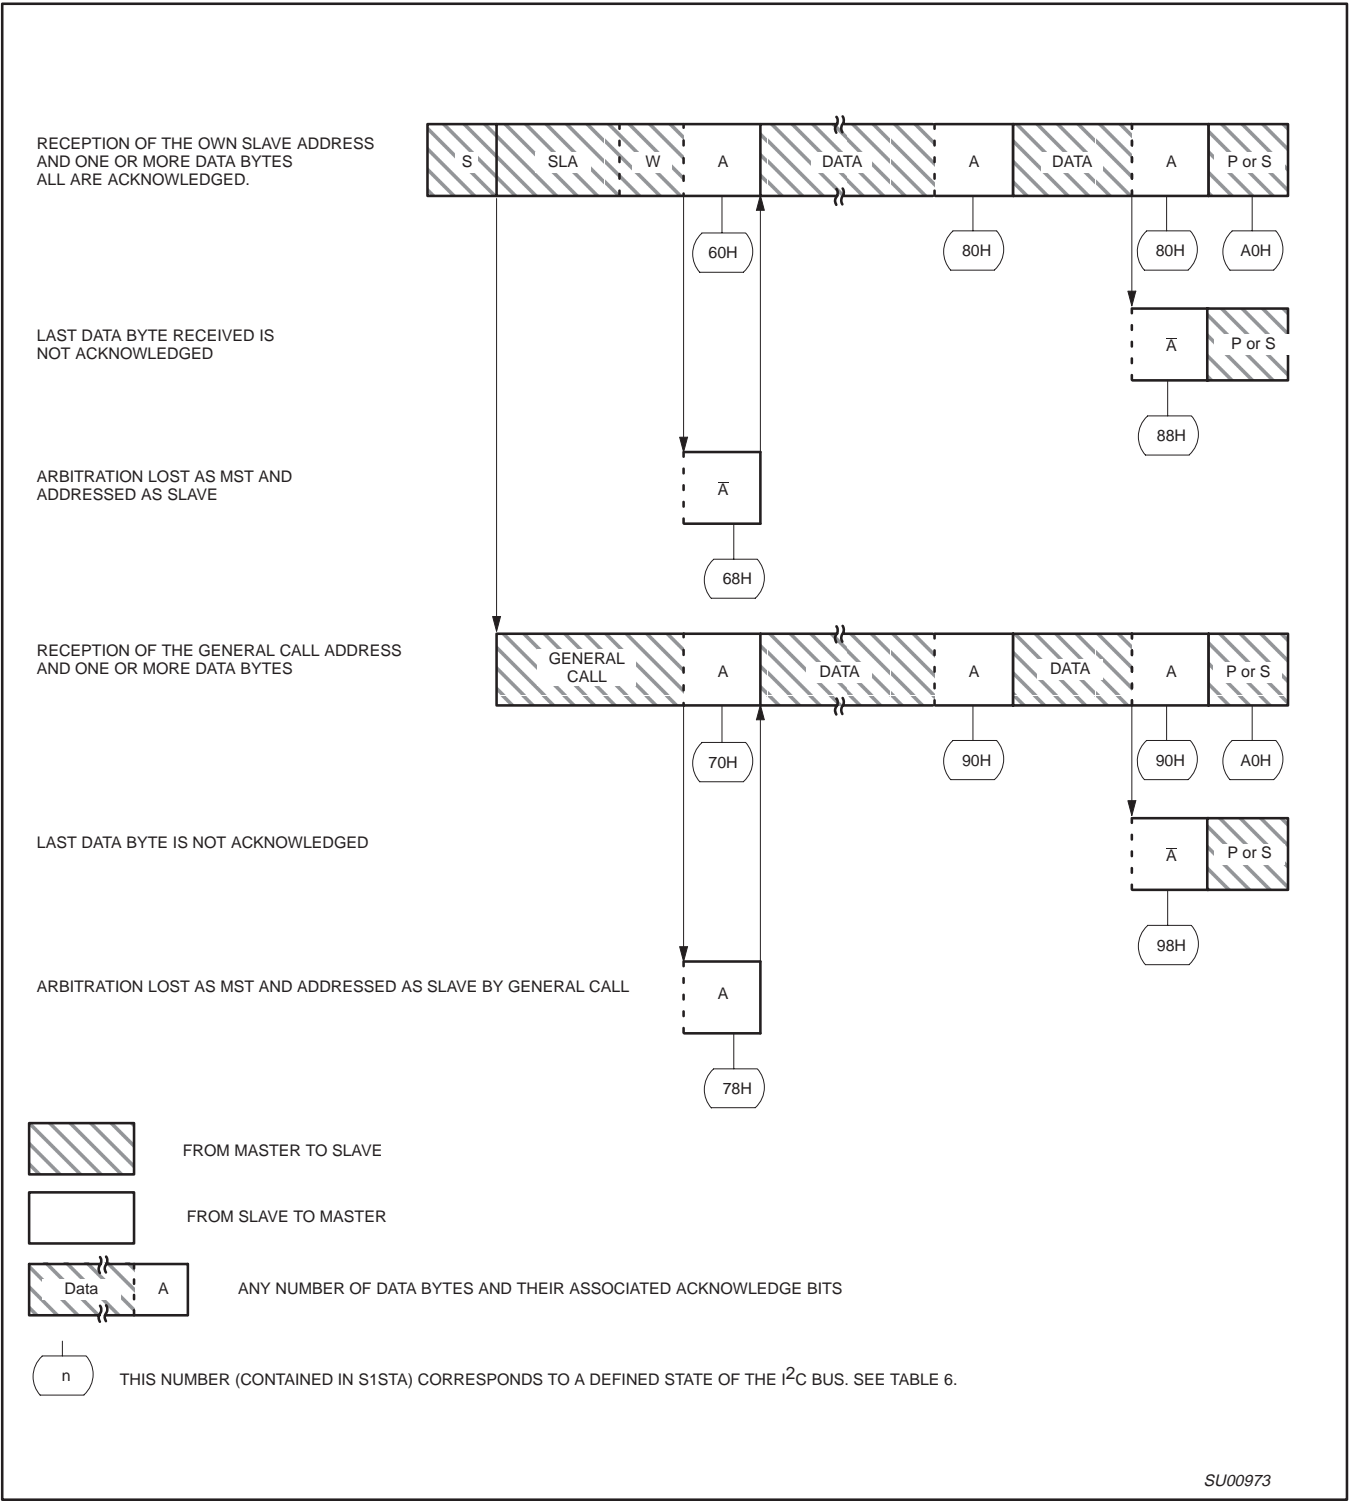 RECEPTION OF THE OWN SLAVE ADDRESS
AND ONE OR MORE DATA BYTES
ALL ARE ACKNOWLEDGED.
S SLA W A DATA A DATA A P or S
60H 80H 80H A0H
LAST DATA BYTE RECEIVED IS
NOT ACKNOWLEDGED
A̅ P or S
88H
ARBITRATION LOST AS MST AND
ADDRESSED AS SLAVE
A̅
68H
RECEPTION OF THE GENERAL CALL ADDRESS
AND ONE OR MORE DATA BYTES
GENERAL
CALL
A DATA A DATA A P or S
70H 90H 90H A0H
LAST DATA BYTE IS NOT ACKNOWLEDGED
A̅ P or S
98H
ARBITRATION LOST AS MST AND ADDRESSED AS SLAVE BY GENERAL CALL
A
78H
FROM MASTER TO SLAVE
FROM SLAVE TO MASTER
Data A ANY NUMBER OF DATA BYTES AND THEIR ASSOCIATED ACKNOWLEDGE BITS
n THIS NUMBER (CONTAINED IN S1STA) CORRESPONDS TO A DEFINED STATE OF THE I²C BUS. SEE TABLE 6.
SU00973